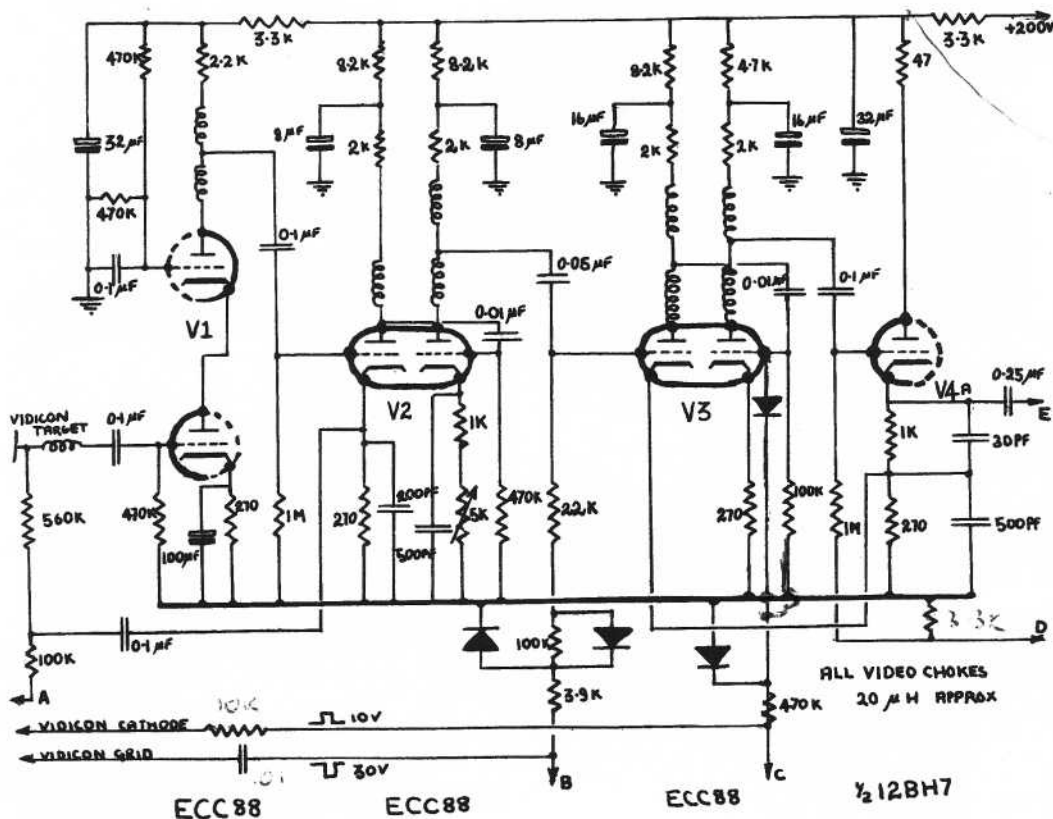 3.3K
3.3K
+200V
470K
2.2K
8.2K
8.2K
8.2K
4.7K
47
32µF
8µF
2K
2K
8µF
16µF
2K
2K
16µF
32µF
470K
0.1µF
0.1µF
0.05µF
0.01µF
0.01µF
0.1µF
V1
V2
V3
V4A
0.25µF
E
VIDICON
TARGET
0.1µF
1K
1K
30PF
560K
470K
100µF
270
1M
270
200PF
500PF
5K
470K
22K
270
100K
1M
270
500PF
0.1µF
100K
3.3K
D
100K
A
3.9K
470K
ALL VIDEO CHOKES
20 µH APPROX
10K
VIDICON CATHODE
10V
VIDICON GRID
30V
B
C
ECC88
ECC88
ECC88
½ 12BH7